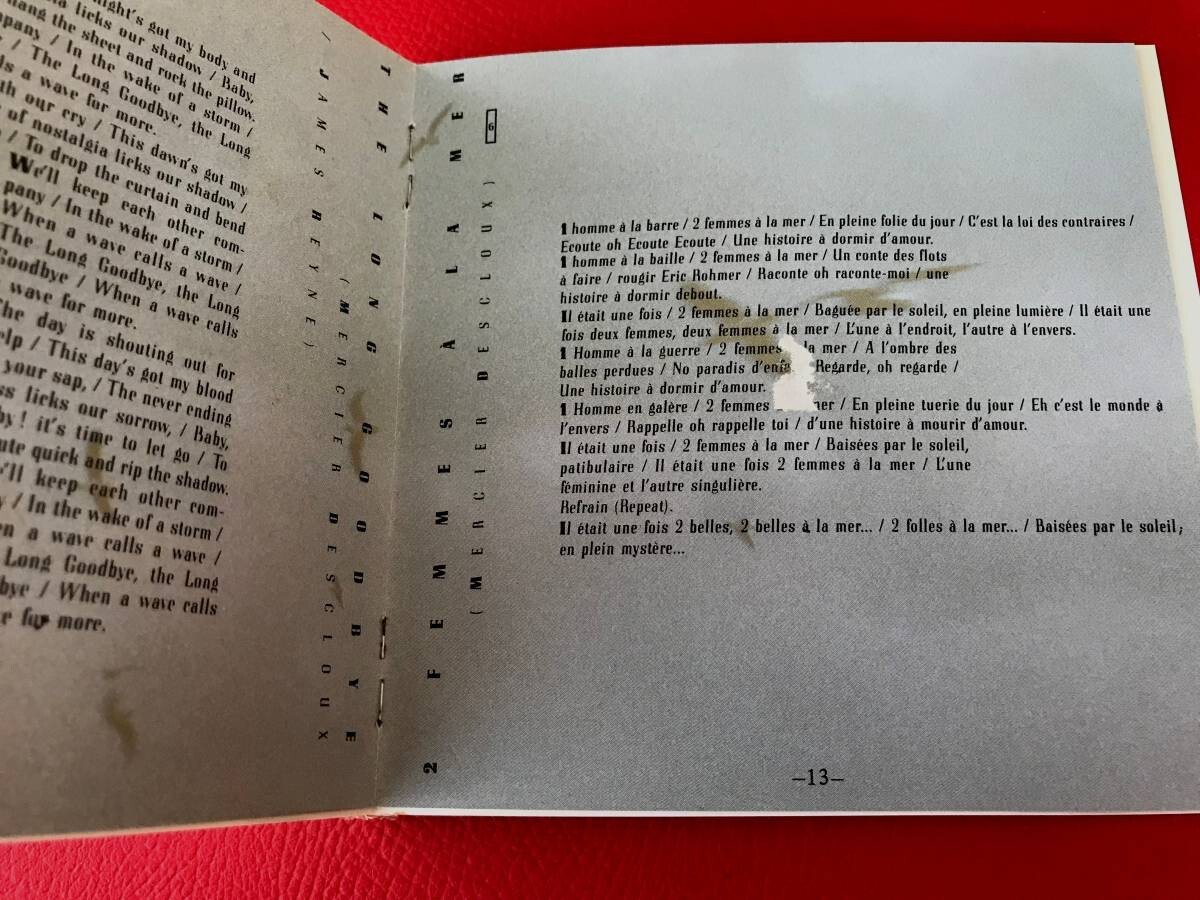 night's got my body and
licks our shadow / Baby,
hang the sheet and rock the pillow.
/ In the wake of a storm /
/ The Long Goodbye, the Long
a wave for more.
our cry / This dawn's got my
of nostalgia licks our shadow /
/ To drop the curtain and bend
We'll keep each other com-
pany / In the wake of a storm /
When a wave calls a wave /
The Long Goodbye, the Long
Goodbye / When a wave calls
wave for more.
The day is shouting out for
/ This day's got my blood
your sap, / The never ending
licks our sorrow, / Baby,
! it's time to let go / To
quick and rip the shadow.
keep each other com-
/ In the wake of a storm /
a wave calls a wave /
Long Goodbye, the Long
/ When a wave calls
for more.
THE LONG GOODBYE
(MERCIER DESCLOUX
/ JAMES REYNE)
2 FEMMES À LA MER
6
(MERCIER DESCLOUX)
1 homme à la barre / 2 femmes à la mer / En pleine folie du jour / C'est la loi des contraires /
Ecoute oh Ecoute Ecoute / Une histoire à dormir d'amour.
1 homme à la baille / 2 femmes à la mer / Un conte des flots
à faire / rougir Eric Rohmer / Raconte oh raconte-moi / une
histoire à dormir debout.
Il était une fois / 2 femmes à la mer / Baguée par le soleil, en pleine lumière / Il était une
fois deux femmes, deux femmes à la mer / L'une à l'endroit, l'autre à l'envers.
1 Homme à la guerre / 2 femmes la mer / A l'ombre des
balles perdues / No paradis Regarde, oh regarde /
Une histoire à dormir d'amour.
1 Homme en galère / 2 femmes / En pleine tuerie du jour / Eh c'est le monde à
l'envers / Rappelle oh rappelle toi / d'une histoire à mourir d'amour.
Il était une fois / 2 femmes à la mer / Baisées par le soleil,
patibulaire / Il était une fois 2 femmes à la mer / L'une
féminine et l'autre singulière.
Refrain (Repeat).
Il était une fois 2 belles, 2 belles à la mer... / 2 folles à la mer... / Baisées par le soleil;
en plein mystère...
–13–